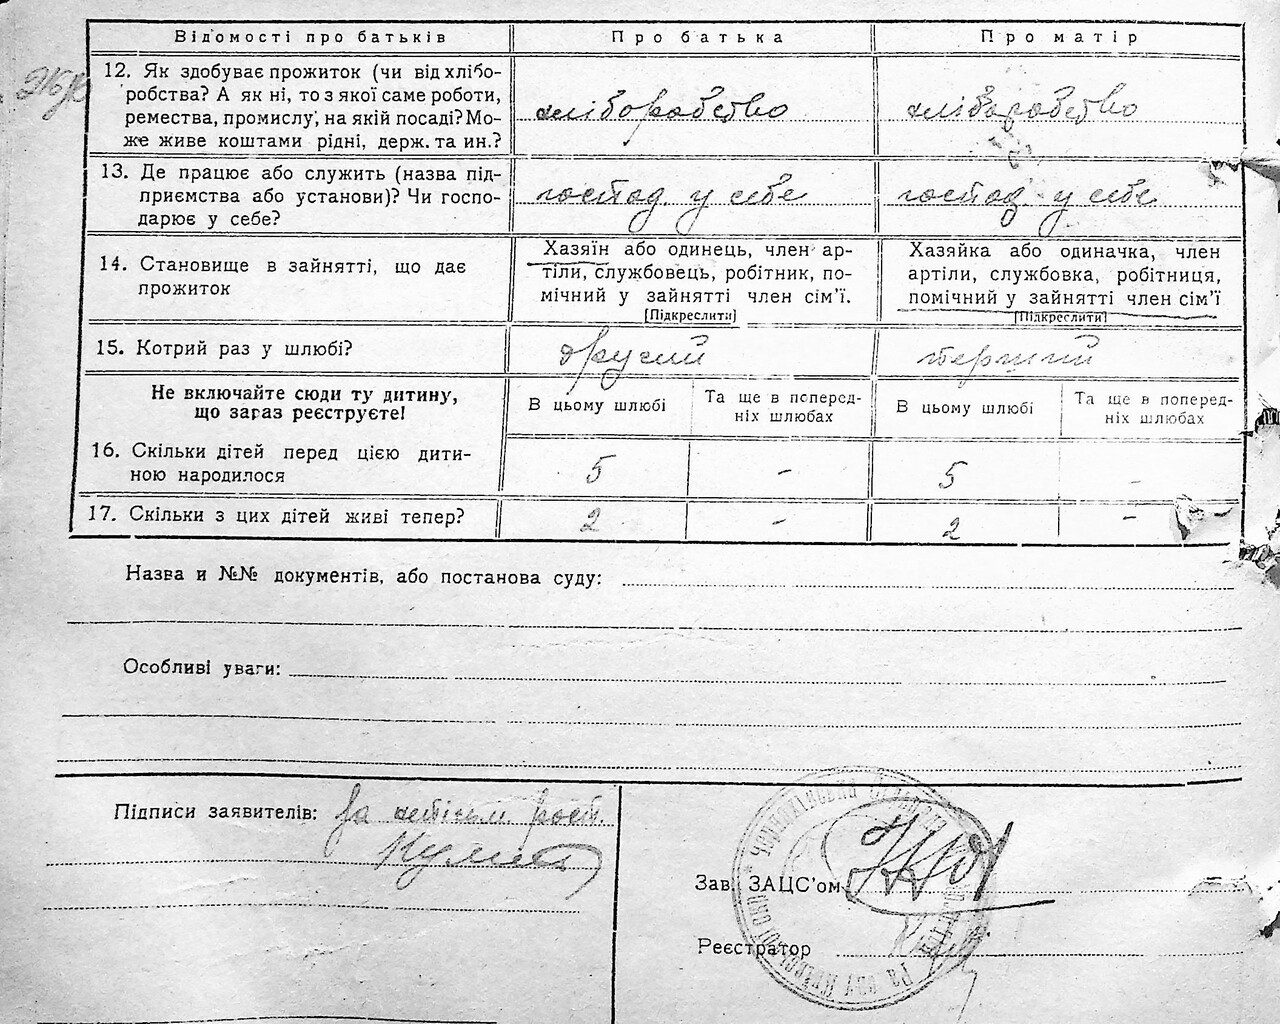 Відомості про батьків Про батька Про матір
12. Як здобуває прожиток (чи від хлібо-
робства? А як ні, то з якої саме роботи,
ремества, промислу, на якій посаді? Мо-
же живе коштами рідні, держ. та ин.?
хліборобство хліборобство
13. Де працює або служить (назва під-
приємства або установи)? Чи госпо-
дарює у себе?
господ. у себе господ. у себе
14. Становище в зайнятті, що дає
прожиток
Хазяїн або одинець, член ар-
тіли, службовець, робітник, по-
мічний у зайнятті член сім’ї.
(Підкреслити)
Хазяйка або одиначка, член
артіли, службовка, робітниця,
помічний у зайнятті член сім’ї
(Підкреслити)
15. Котрий раз у шлюбі? другий перший
Не включайте сюди ту дитину,
що зараз реєструєте!
В цьому шлюбі Та ще в поперед-
ніх шлюбах В цьому шлюбі Та ще в поперед-
ніх шлюбах
16. Скільки дітей перед цією дити-
ною народилося
5 - 5 -
17. Скільки з цих дітей живі тепер? 2 - 2 -
Назва и №№ документів, або постанова суду:
Особливі уваги:
Підписи заявителів: за
Зав. ЗАЦС’ом
Реєстратор